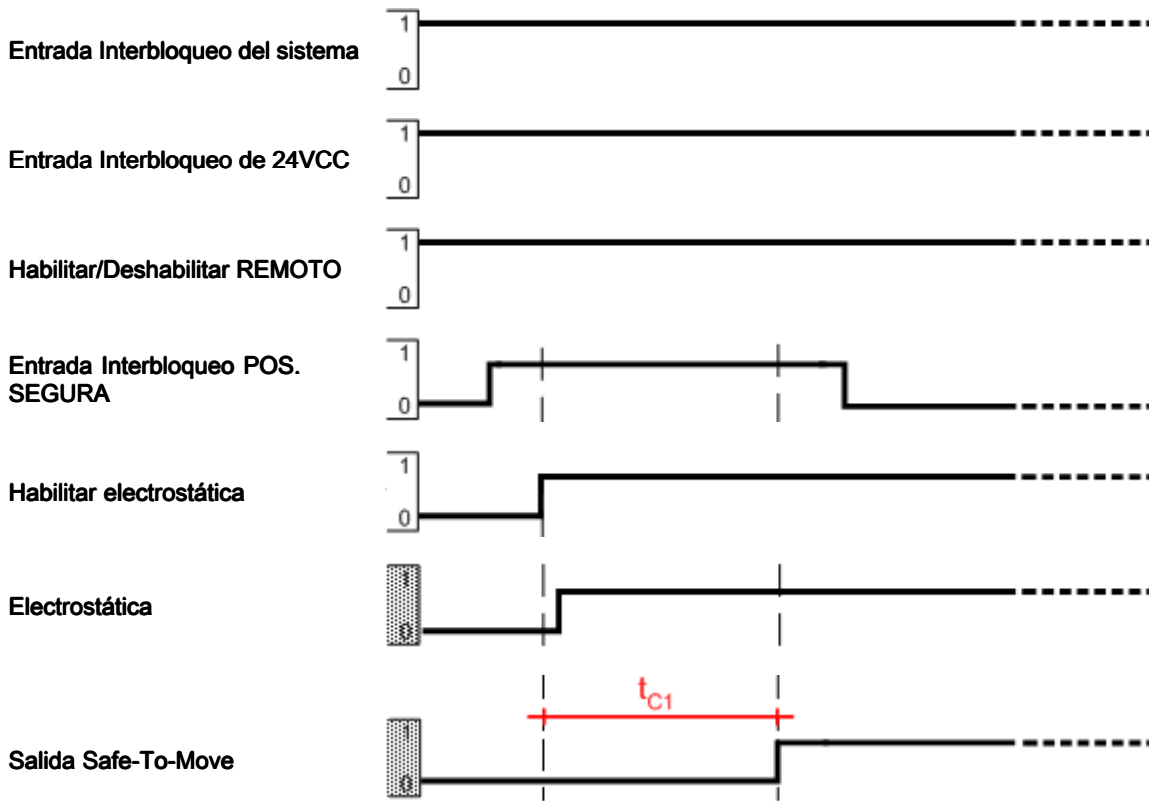 1
Entrada Interbloqueo del sistema
0
1
Entrada Interbloqueo de 24VCC
0
1
Habilitar/Deshabilitar REMOTO
0
1
Entrada Interbloqueo POS.
SEGURA
0
1
Habilitar electrostática
0
1
Electrostática
0
tC1
1
Salida Safe-To-Move
0